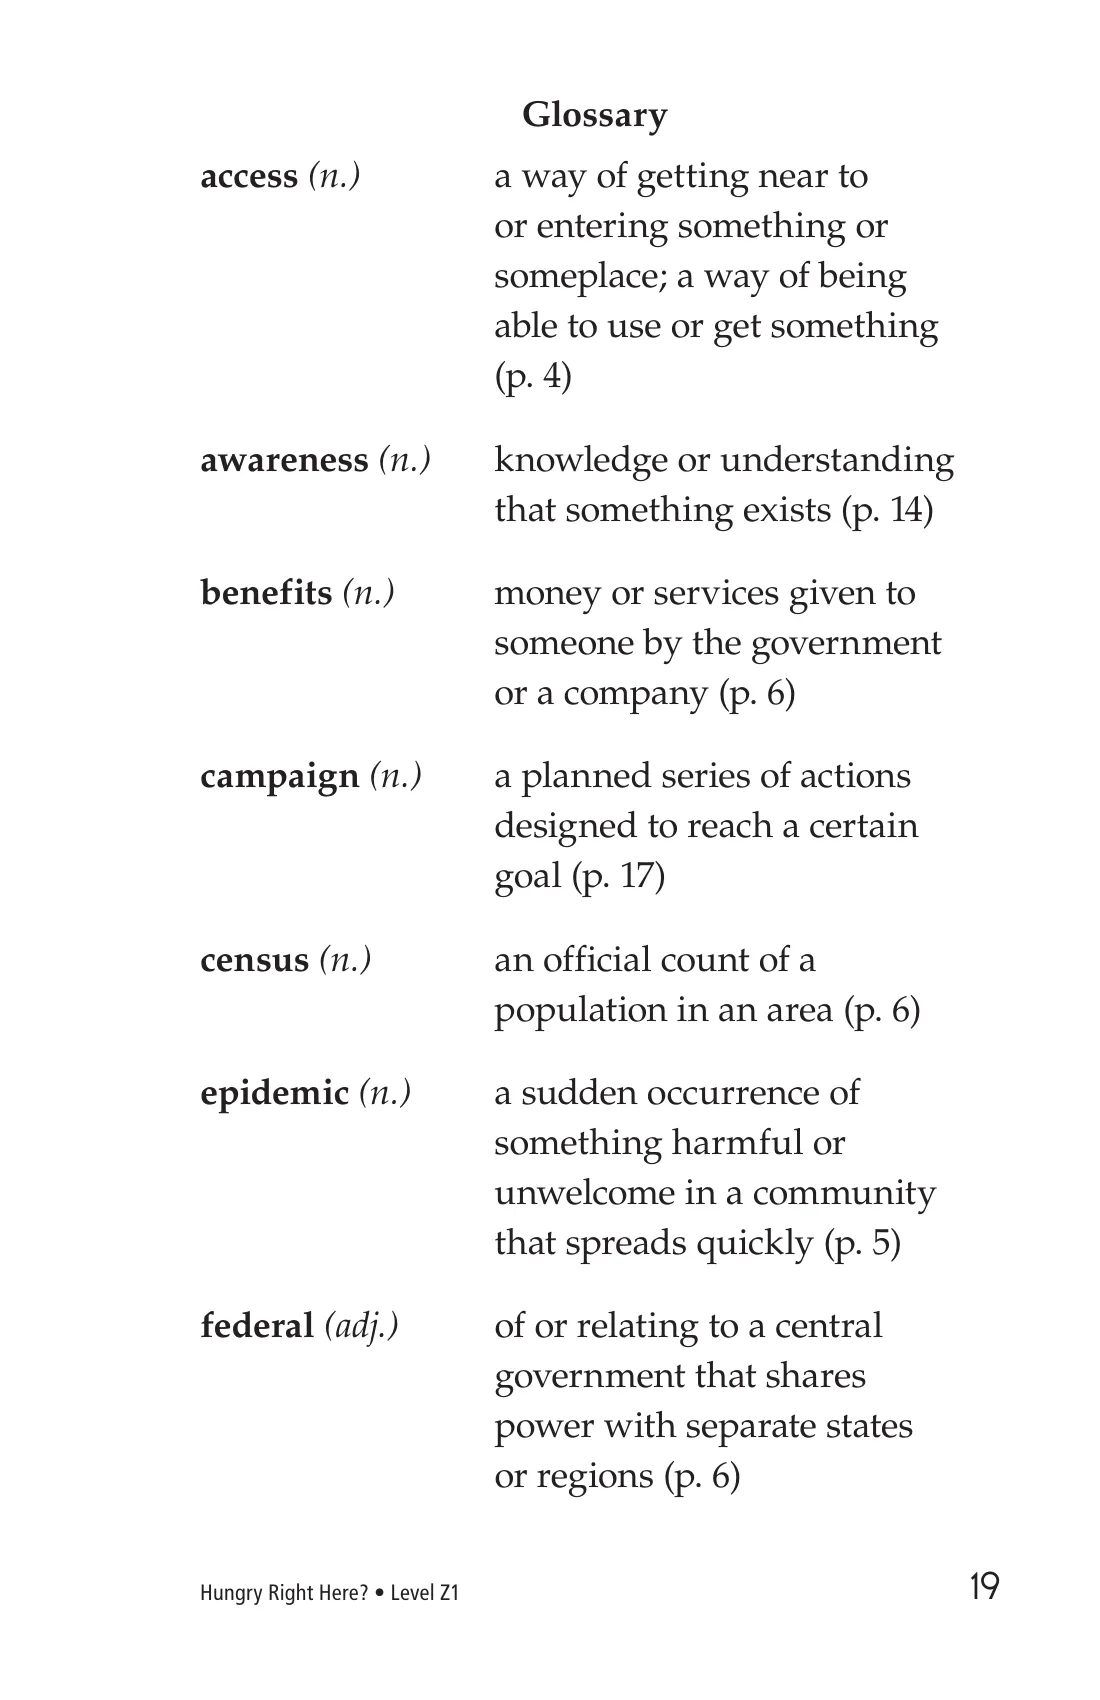 Glossary
access (n.) a way of getting near to
or entering something or
someplace; a way of being
able to use or get something
(p. 4)
awareness (n.) knowledge or understanding
that something exists (p. 14)
benefits (n.) money or services given to
someone by the government
or a company (p. 6)
campaign (n.) a planned series of actions
designed to reach a certain
goal (p. 17)
census (n.) an official count of a
population in an area (p. 6)
epidemic (n.) a sudden occurrence of
something harmful or
unwelcome in a community
that spreads quickly (p. 5)
federal (adj.) of or relating to a central
government that shares
power with separate states
or regions (p. 6)
Hungry Right Here? • Level Z1 19